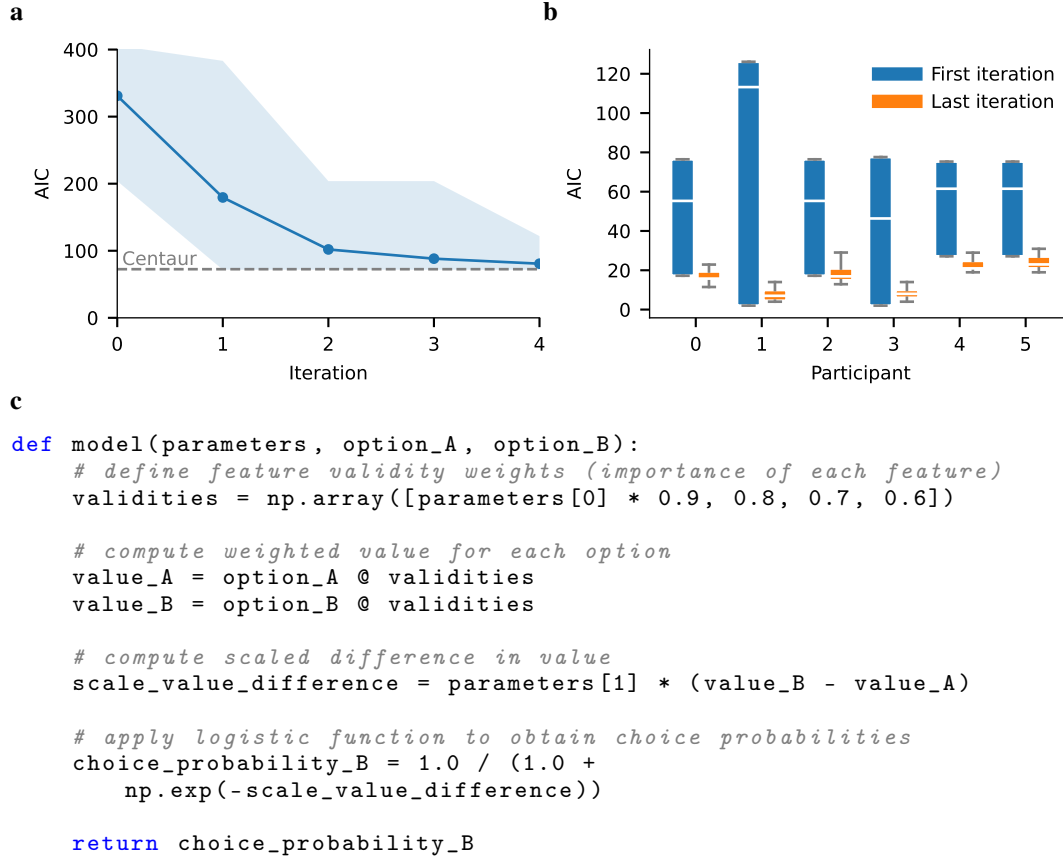 a
400
300
200
100
0
AIC
Centaur
0 1 2 3 4
Iteration
b
120
100
80
60
40
20
0
AIC
First iteration
Last iteration
0 1 2 3 4 5
Participant
c
def model(parameters, option_A, option_B):
# define feature validity weights (importance of each feature)
validities = np.array([parameters[0] * 0.9, 0.8, 0.7, 0.6])
# compute weighted value for each option
value_A = option_A @ validities
value_B = option_B @ validities
# compute scaled difference in value
scale_value_difference = parameters[1] * (value_B - value_A)
# apply logistic function to obtain choice probabilities
choice_probability_B = 1.0 / (1.0 +
np.exp(-scale_value_difference))
return choice_probability_B